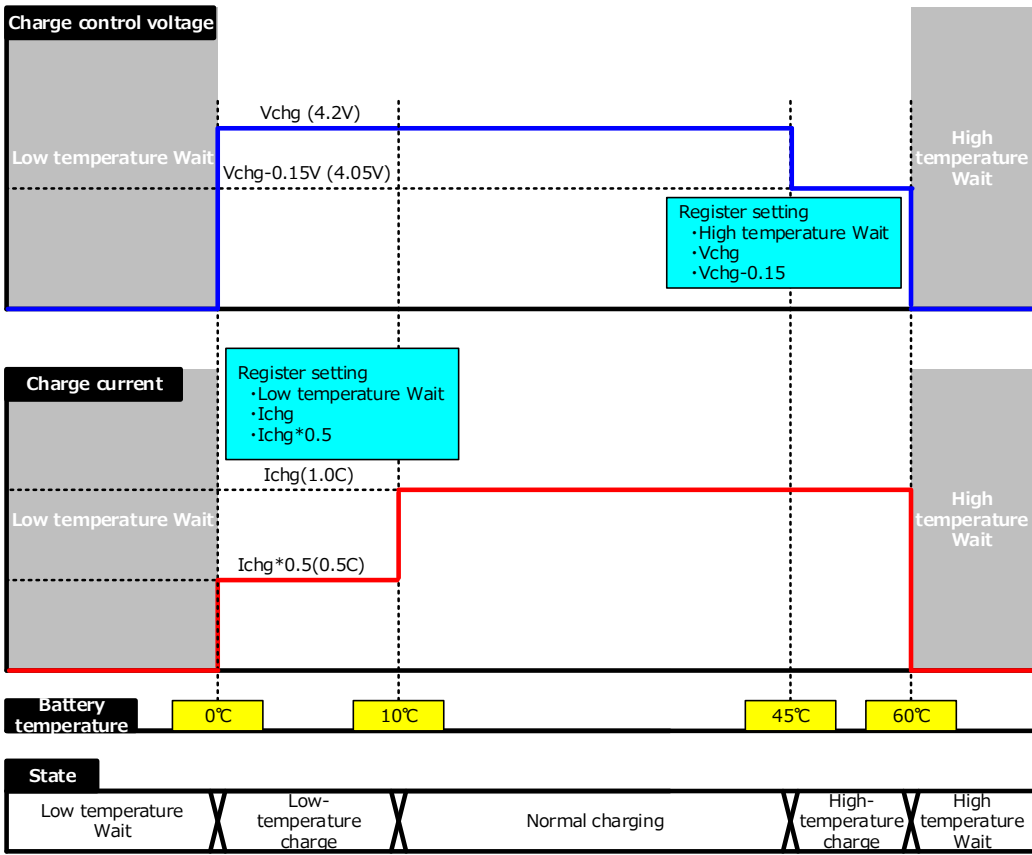 Charge control voltage
Vchg (4.2V)
Low temperature Wait
Vchg-0.15V (4.05V)
High
temperature
Wait
Register setting
・High temperature Wait
・Vchg
・Vchg-0.15
Charge current
Register setting
・Low temperature Wait
・Ichg
・Ichg*0.5
Ichg(1.0C)
Low temperature Wait
High
temperature
Wait
Ichg*0.5(0.5C)
Battery
temperature
0℃
10℃
45℃
60℃
State
Low temperature
Wait
Low-
temperature
charge
Normal charging
High-
temperature
charge
High
temperature
Wait